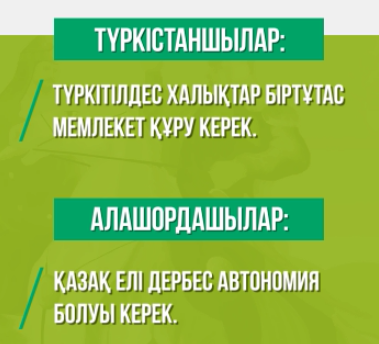 ТҮРКІСТАНШЫЛАР:
ТҮРКІТІЛДЕС ХАЛЫҚТАР БІРТҰТАС
МЕМЛЕКЕТ ҚҰРУ КЕРЕК.
АЛАШОРДАШЫЛАР:
ҚАЗАҚ ЕЛІ ДЕРБЕС АВТОНОМИЯ
БОЛУЫ КЕРЕК.